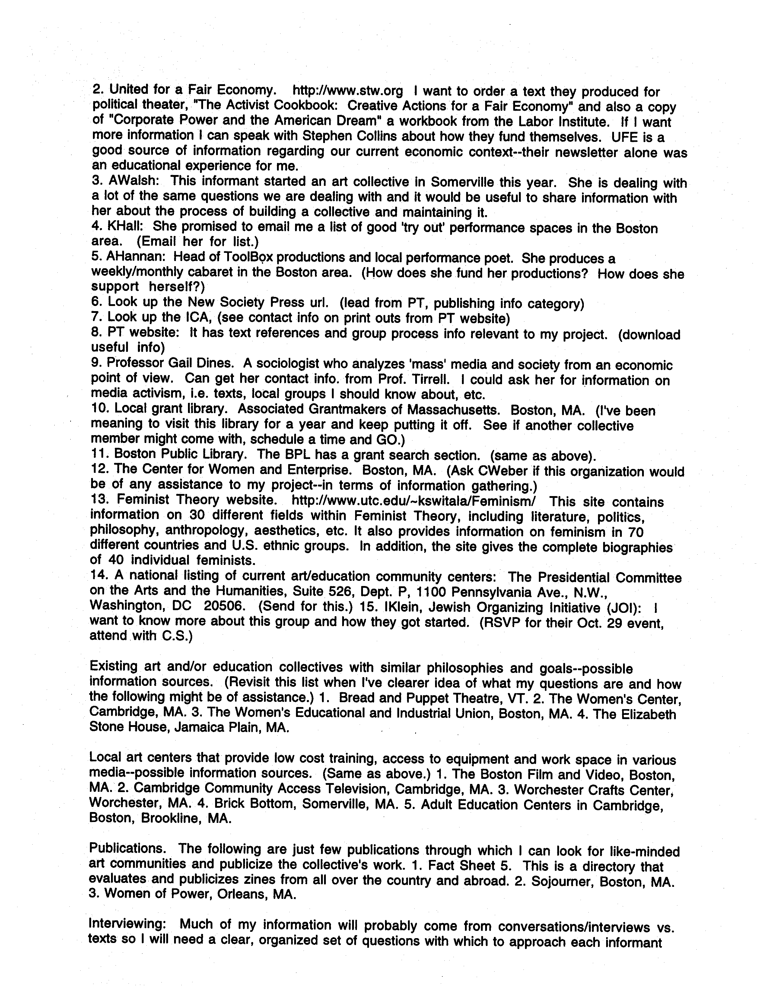 2. United for a Fair Economy. http://www.stw.org I want to order a text they produced for
political theater, "The Activist Cookbook: Creative Actions for a Fair Economy" and also a copy
of "Corporate Power and the American Dream" a workbook from the Labor Institute. If I want
more information I can speak with Stephen Collins about how they fund themselves. UFE is a
good source of information regarding our current economic context--their newsletter alone was
an educational experience for me.
3. AWalsh: This informant started an art collective in Somerville this year. She is dealing with
a lot of the same questions we are dealing with and it would be useful to share information with
her about the process of building a collective and maintaining it.
4. KHall: She promised to email me a list of good 'try out' performance spaces in the Boston
area. (Email her for list.)
5. AHannan: Head of ToolBox productions and local performance poet. She produces a
weekly/monthly cabaret in the Boston area. (How does she fund her productions? How does she
support herself?)
6. Look up the New Society Press url. (lead from PT, publishing info category)
7. Look up the ICA, (see contact info on print outs from PT website)
8. PT website: It has text references and group process info relevant to my project. (download
useful info)
9. Professor Gail Dines. A sociologist who analyzes 'mass' media and society from an economic
point of view. Can get her contact info. from Prof. Tirrell. I could ask her for information on
media activism, i.e. texts, local groups I should know about, etc.
10. Local grant library. Associated Grantmakers of Massachusetts. Boston, MA. (I've been
meaning to visit this library for a year and keep putting it off. See if another collective
member might come with, schedule a time and GO.)
11. Boston Public Library. The BPL has a grant search section. (same as above).
12. The Center for Women and Enterprise. Boston, MA. (Ask CWeber if this organization would
be of any assistance to my project--in terms of information gathering.)
13. Feminist Theory website. http://www.utc.edu/~kswitala/Feminism/ This site contains
information on 30 different fields within Feminist Theory, including literature, politics,
philosophy, anthropology, aesthetics, etc. It also provides information on feminism in 70
different countries and U.S. ethnic groups. In addition, the site gives the complete biographies
of 40 individual feminists.
14. A national listing of current art/education community centers: The Presidential Committee
on the Arts and the Humanities, Suite 526, Dept. P, 1100 Pennsylvania Ave., N.W.,
Washington, DC 20506. (Send for this.) 15. IKlein, Jewish Organizing Initiative (JOI): I
want to know more about this group and how they got started. (RSVP for their Oct. 29 event,
attend with C.S.)
Existing art and/or education collectives with similar philosophies and goals--possible
information sources. (Revisit this list when I've clearer idea of what my questions are and how
the following might be of assistance.) 1. Bread and Puppet Theatre, VT. 2. The Women's Center,
Cambridge, MA. 3. The Women's Educational and Industrial Union, Boston, MA. 4. The Elizabeth
Stone House, Jamaica Plain, MA.
Local art centers that provide low cost training, access to equipment and work space in various
media--possible information sources. (Same as above.) 1. The Boston Film and Video, Boston,
MA. 2. Cambridge Community Access Television, Cambridge, MA. 3. Worchester Crafts Center,
Worchester, MA. 4. Brick Bottom, Somerville, MA. 5. Adult Education Centers in Cambridge,
Boston, Brookline, MA.
Publications. The following are just few publications through which I can look for like-minded
art communities and publicize the collective's work. 1. Fact Sheet 5. This is a directory that
evaluates and publicizes zines from all over the country and abroad. 2. Sojourner, Boston, MA.
3. Women of Power, Orleans, MA.
Interviewing: Much of my information will probably come from conversations/interviews vs.
texts so I will need a clear, organized set of questions with which to approach each informant